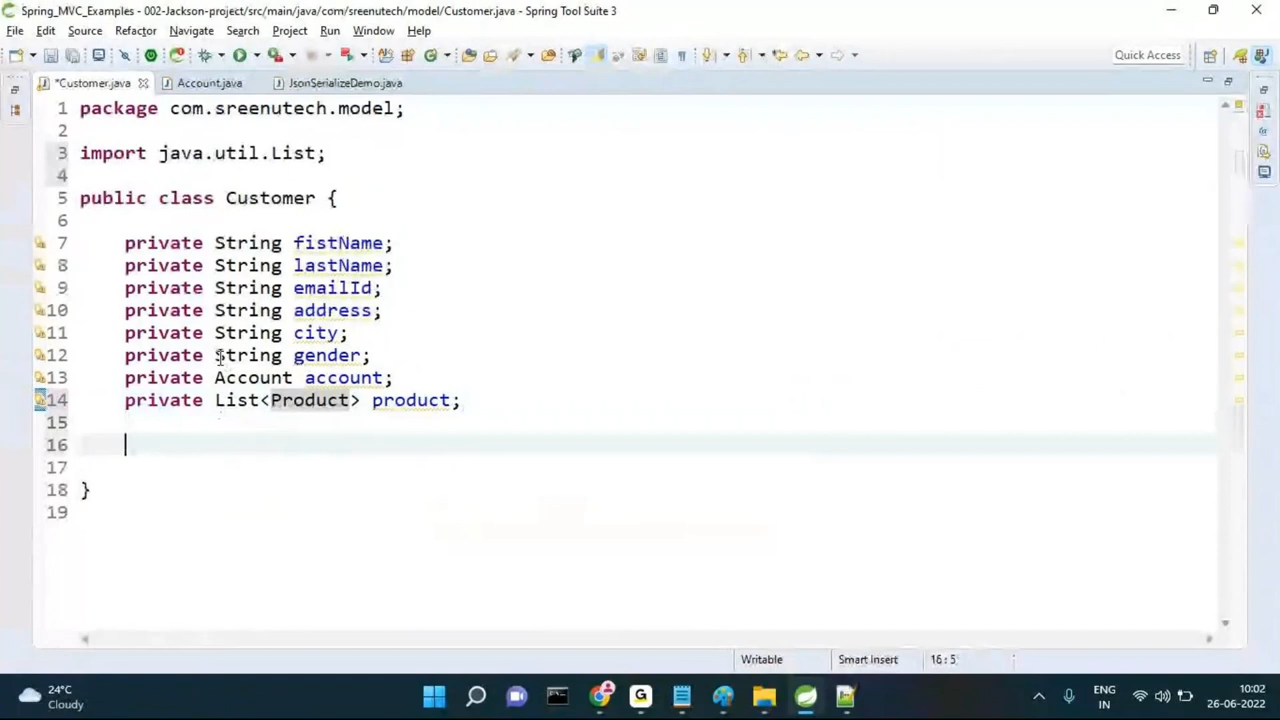 Spring_MVC_Examples - 002-Jackson-project/src/main/java/com/sreenutech/model/Customer.java - Spring Tool Suite 3
File Edit Source Refactor Navigate Search Project Run Window Help
Quick Access
*Customer.java Account.java JsonSerializeDemo.java
1 package com.sreenutech.model;
2
3 import java.util.List;
4
5 public class Customer {
6
7 private String fistName;
8 private String lastName;
9 private String emailId;
10 private String address;
11 private String city;
12 private String gender;
13 private Account account;
14 private List<Product> product;
15
16
17
18 }
19
Writable Smart Insert 16 : 5
24°C
Cloudy
ENG
IN
10:02
26-06-2022